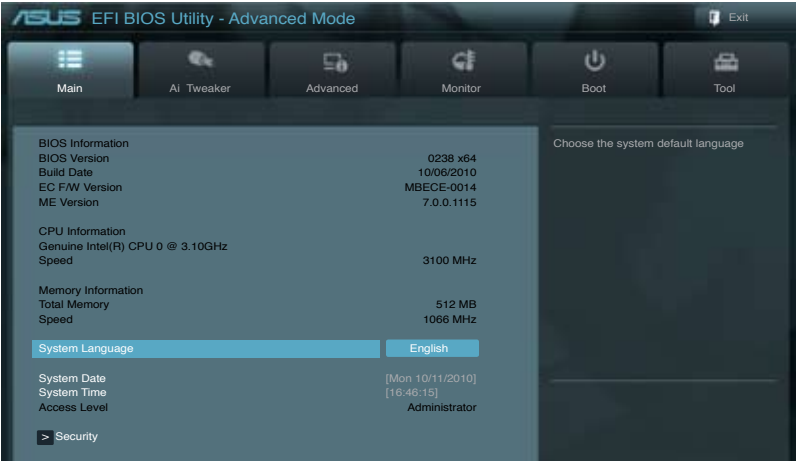 ASUS EFI BIOS Utility - Advanced Mode
Exit
Main Ai Tweaker Advanced Monitor Boot Tool
BIOS Information
BIOS Version 0238 x64
Build Date 10/06/2010
EC F/W Version MBECE-0014
ME Version 7.0.0.1115
CPU Information
Genuine Intel(R) CPU 0 @ 3.10GHz
Speed 3100 MHz
Memory Information
Total Memory 512 MB
Speed 1066 MHz
System Language English
System Date [Mon 10/11/2010]
System Time [16:46:15]
Access Level Administrator
> Security
Choose the system default language